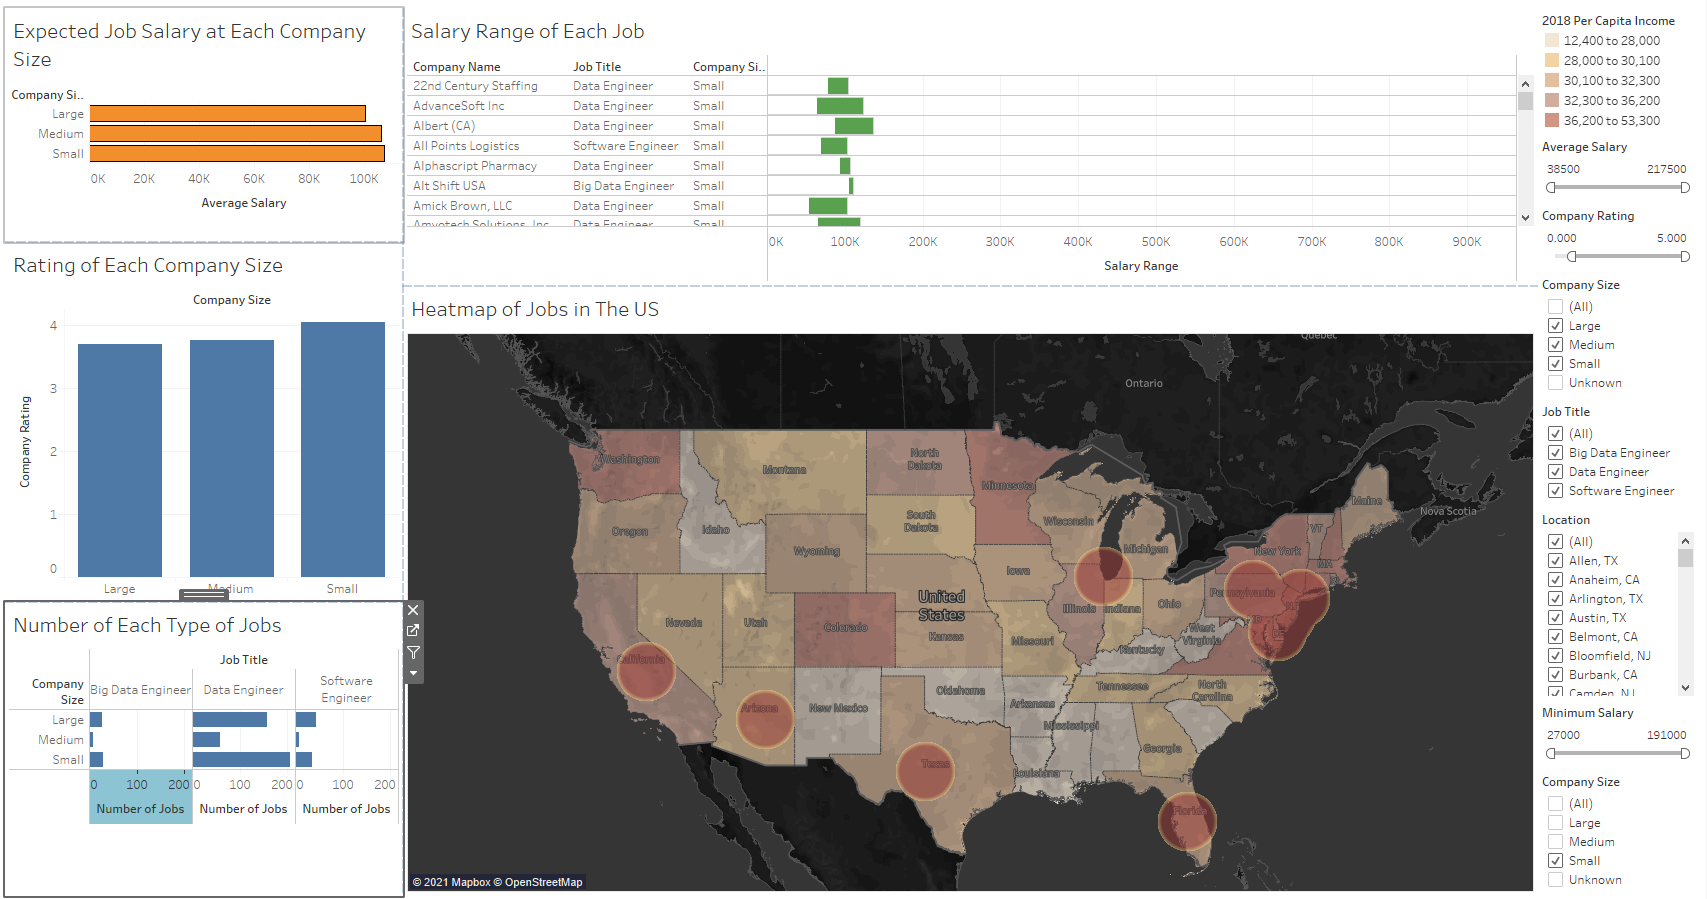 Expected Job Salary at Each Company
Size
Company Si..
Large
Medium
Small
0K 20K 40K 60K 80K 100K
Average Salary
Rating of Each Company Size
Company Size
Company Rating
4
3
2
1
0
Large Medium Small
Number of Each Type of Jobs
Job Title
Company
Size
Big Data Engineer Data Engineer Software
Engineer
Large
Medium
Small
0 100 200 0 100 200 0 100 200
Number of Jobs Number of Jobs Number of Jobs
Salary Range of Each Job
Company Name Job Title Company Si..
22nd Century Staffing Data Engineer Small
AdvanceSoft Inc Data Engineer Small
Albert (CA) Data Engineer Small
All Points Logistics Software Engineer Small
Alphascript Pharmacy Data Engineer Small
Alt Shift USA Big Data Engineer Small
Amick Brown, LLC Data Engineer Small
Amyotech Solutions, Inc Data Engineer Small
0K 100K 200K 300K 400K 500K 600K 700K 800K 900K
Salary Range
Heatmap of Jobs in The US
Quebec
Ontario
Nova Scotia
Washington
Montana
North
Dakota
Minnesota
Maine
Oregon
Idaho
South
Dakota
Wisconsin
VT
New York
Wyoming
Michigan
MA
Iowa
Pennsylvania
Nevada
Utah
Colorado
United
States
Kansas
Missouri
Illinois
Indiana
Ohio
West
Virginia
Kentucky
California
Arizona
New Mexico
Oklahoma
Arkansas
Tennessee
North
Carolina
Mississippi
Georgia
Texas
Louisiana
Florida
© 2021 Mapbox © OpenStreetMap
2018 Per Capita Income
12,400 to 28,000
28,000 to 30,100
30,100 to 32,300
32,300 to 36,200
36,200 to 53,300
Average Salary
38500 217500
Company Rating
0.000 5.000
Company Size
(All)
Large
Medium
Small
Unknown
Job Title
(All)
Big Data Engineer
Data Engineer
Software Engineer
Location
(All)
Allen, TX
Anaheim, CA
Arlington, TX
Austin, TX
Belmont, CA
Bloomfield, NJ
Burbank, CA
Camden, NJ
Minimum Salary
27000 191000
Company Size
(All)
Large
Medium
Small
Unknown